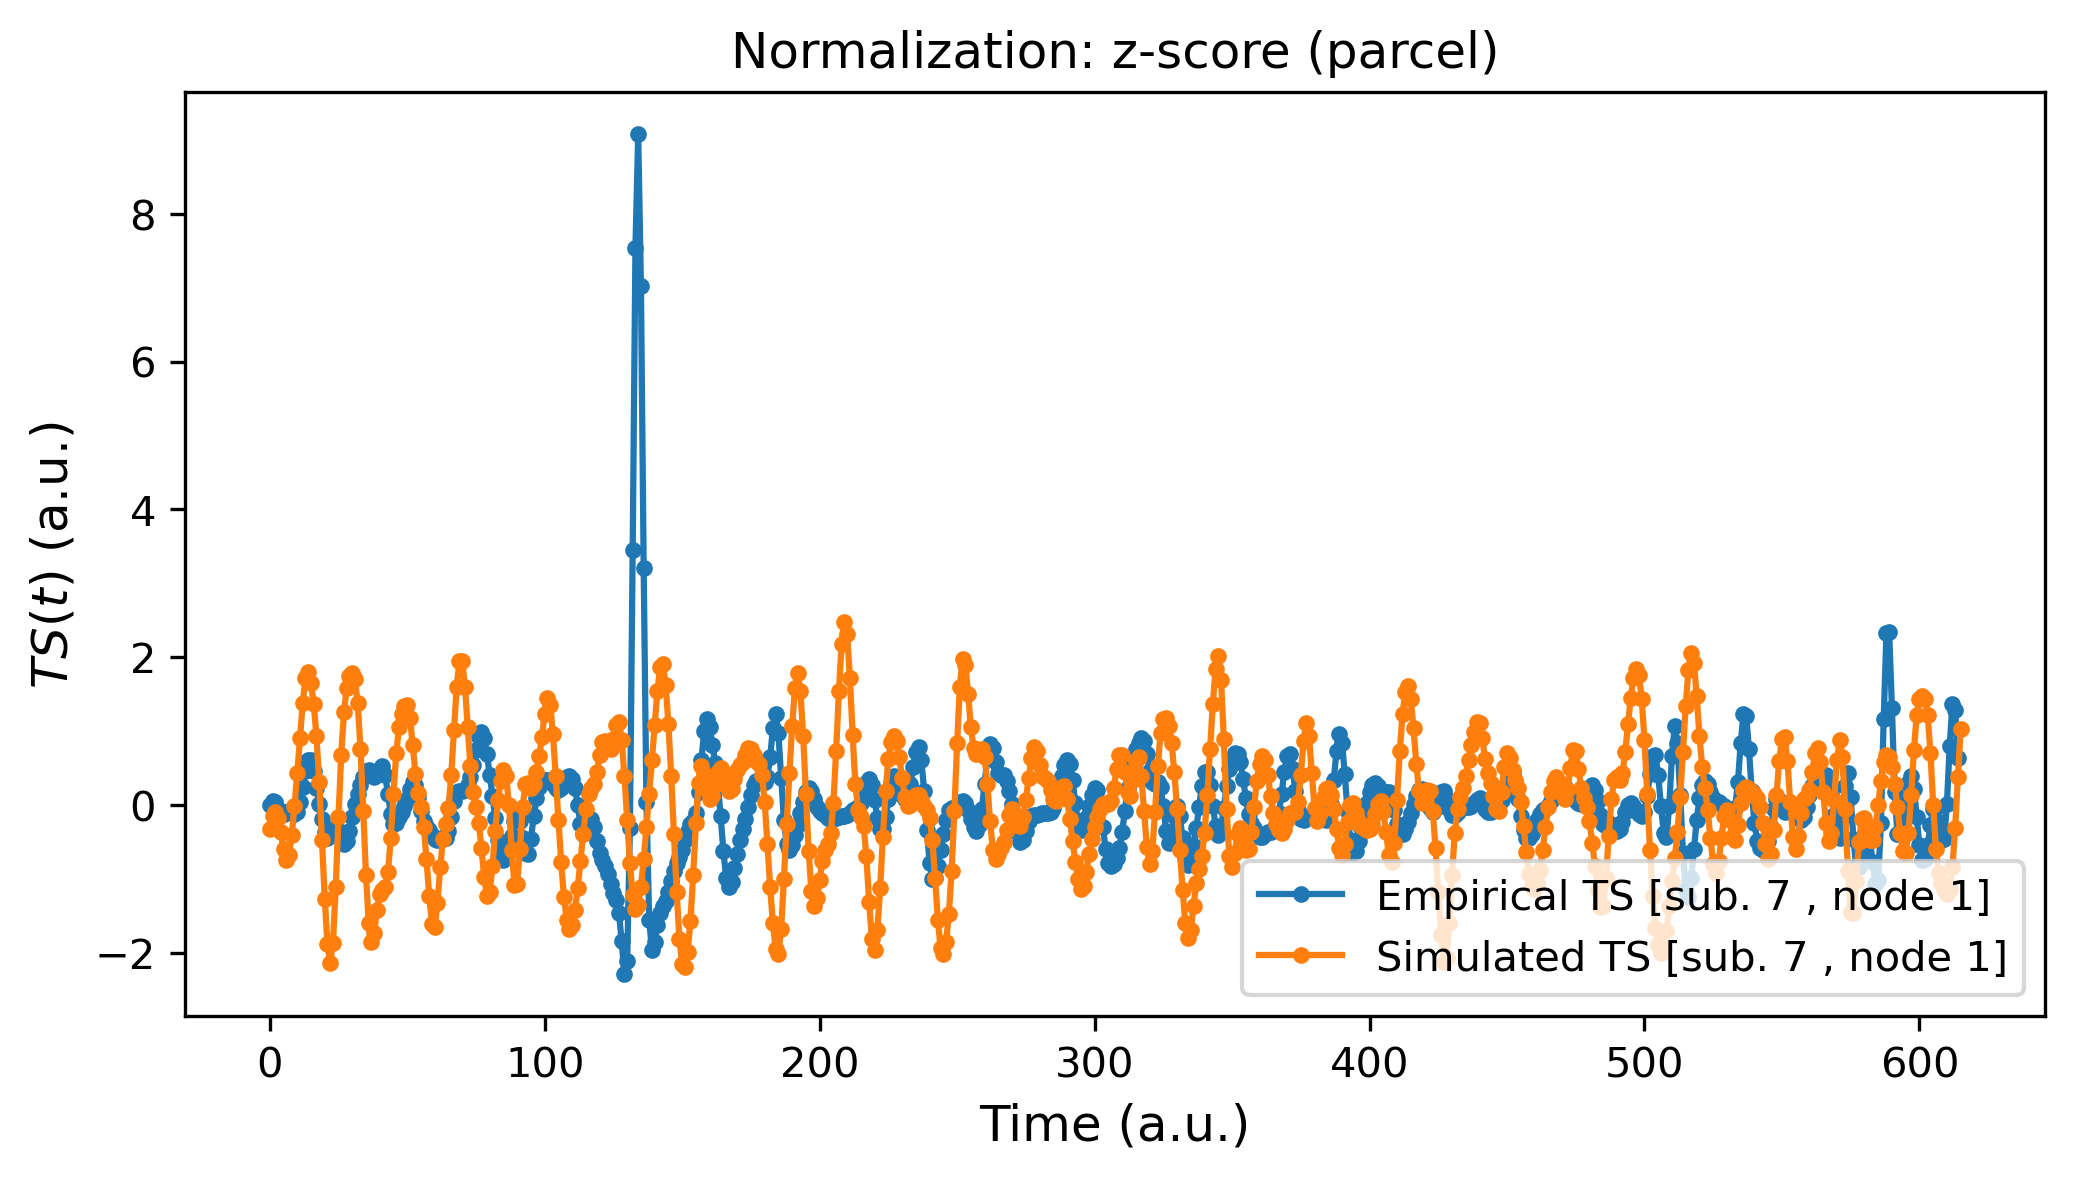 Normalization: z-score (parcel)
TS(t) (a.u.)
8
6
4
2
0
−2
0 100 200 300 400 500 600
Time (a.u.)
Empirical TS [sub. 7 , node 1]
Simulated TS [sub. 7 , node 1]